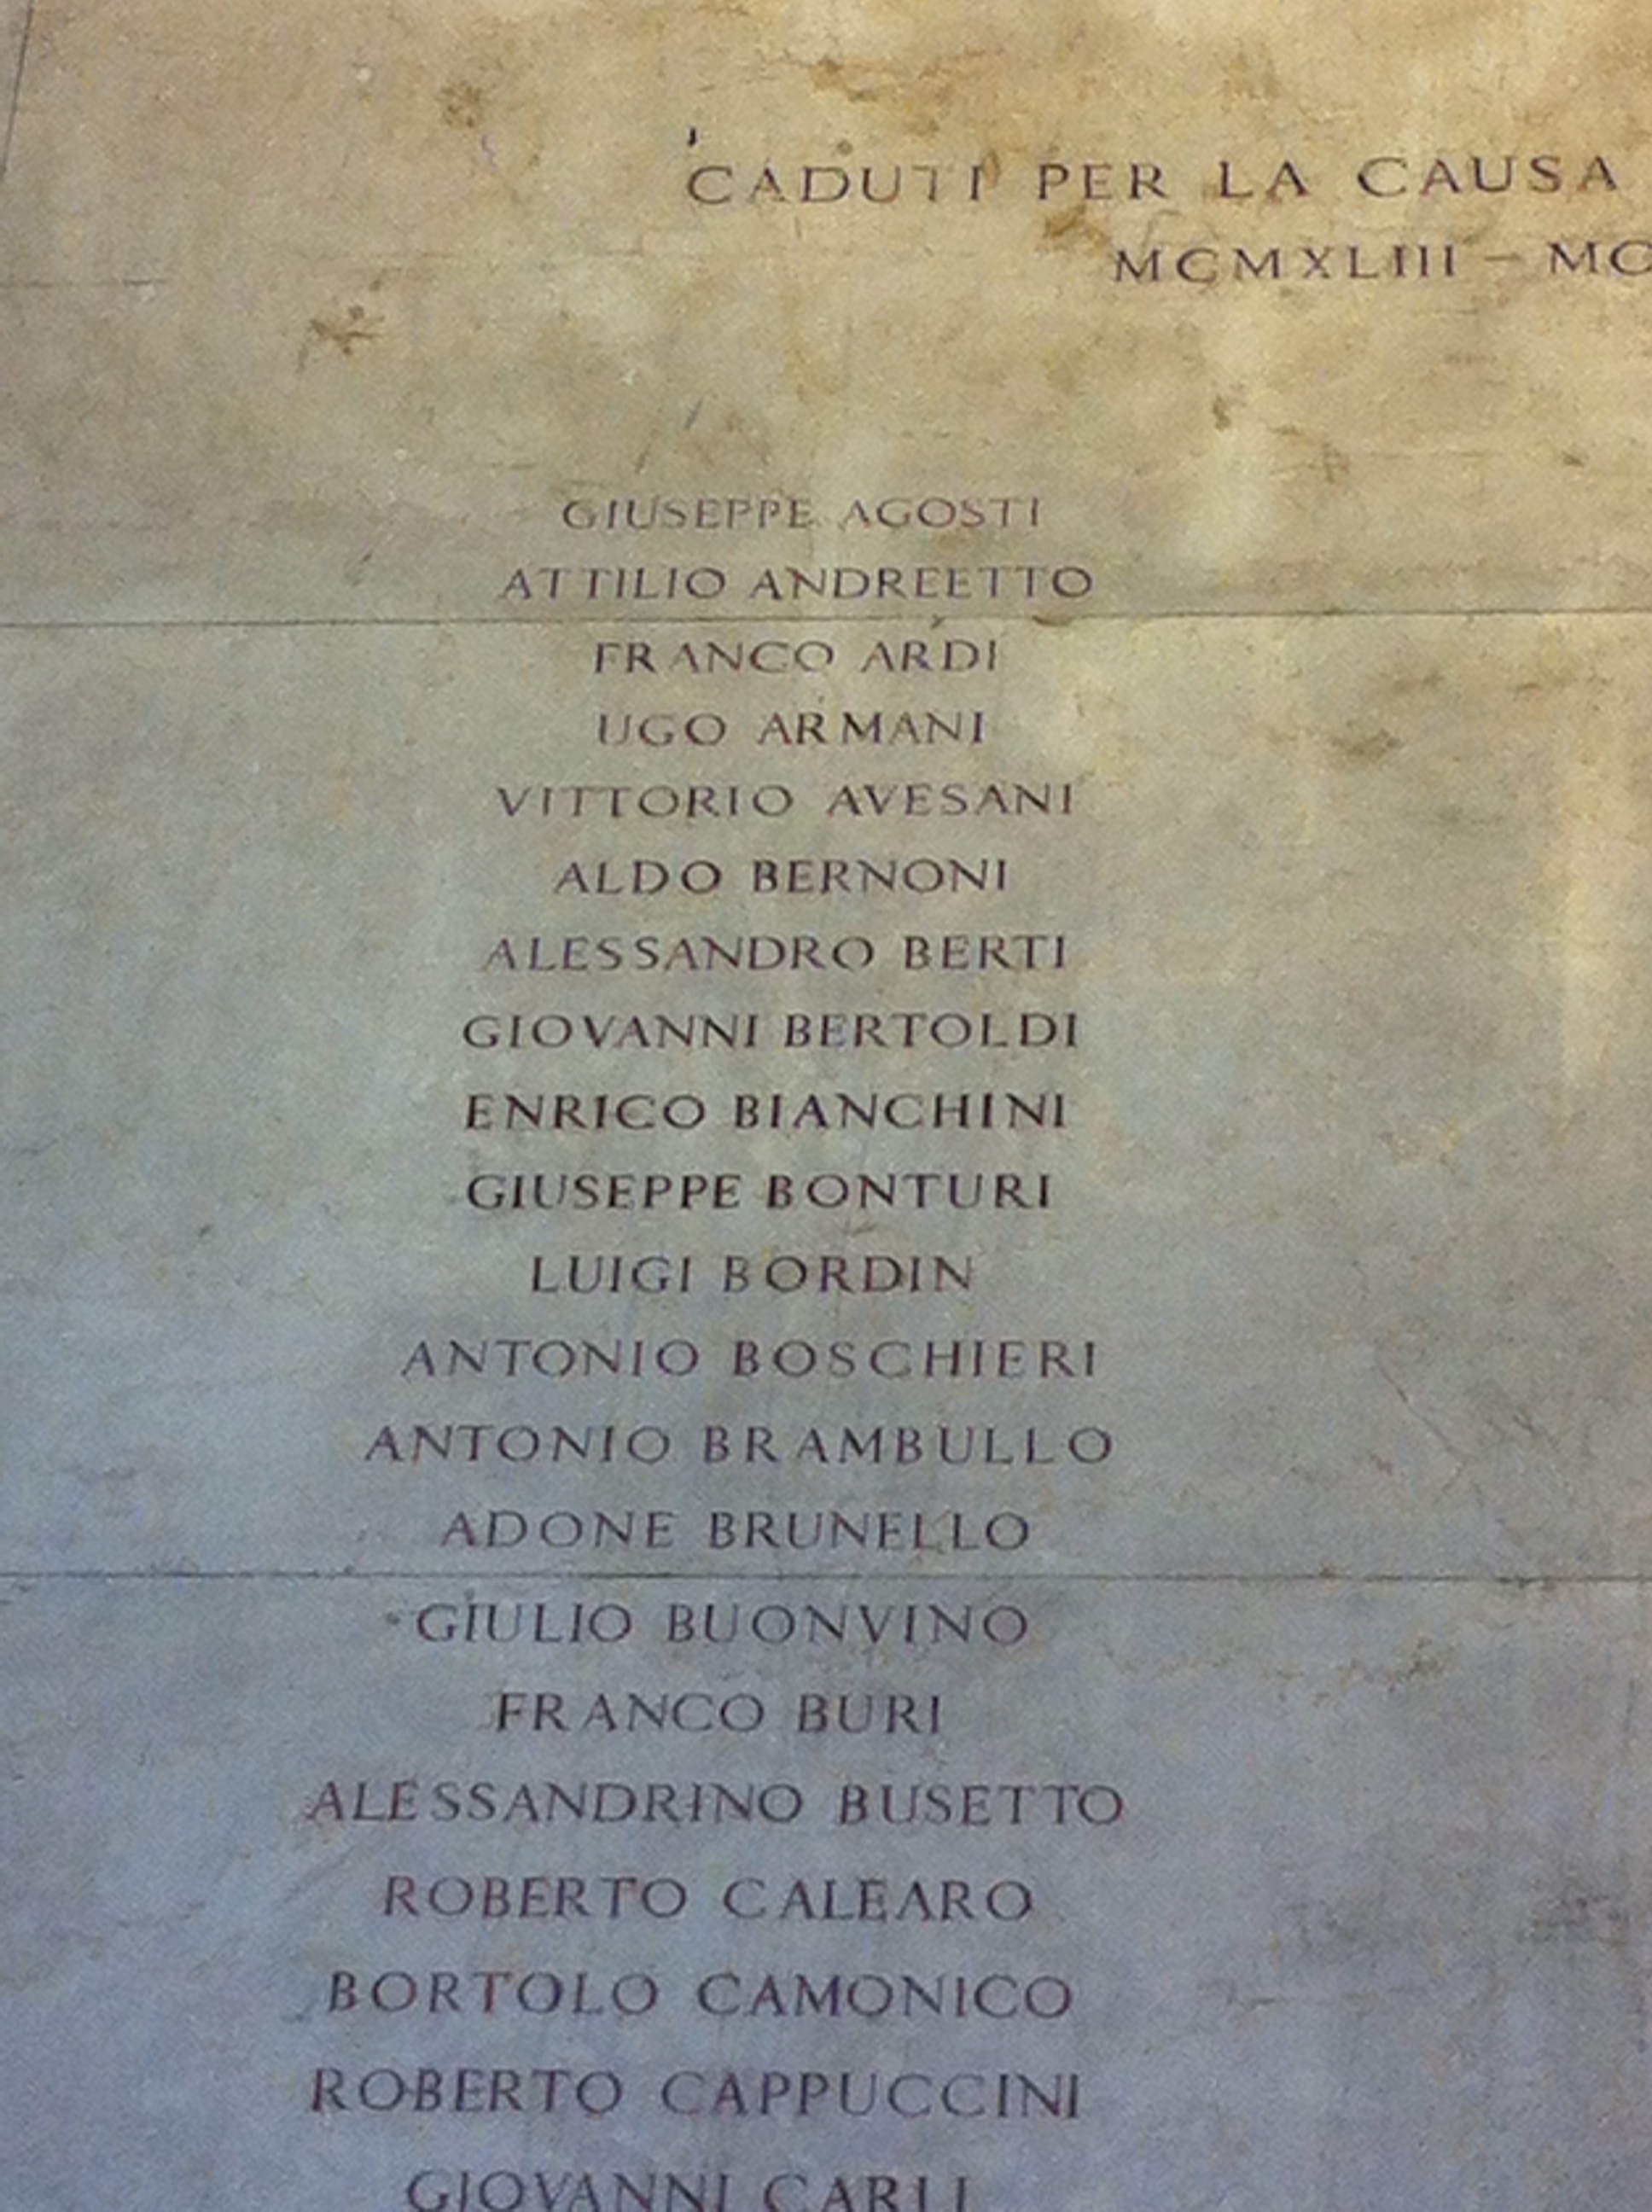 CADUTI PER LA CAUSA
MCMXLIII – MC
GIUSEPPE AGOSTI
ATTILIO ANDREETTO
FRANCO ARDI
UGO ARMANI
VITTORIO AVESANI
ALDO BERNONI
ALESSANDRO BERTI
GIOVANNI BERTOLDI
ENRICO BIANCHINI
GIUSEPPE BONTURI
LUIGI BORDIN
ANTONIO BOSCHIERI
ANTONIO BRAMBULLO
ADONE BRUNELLO
GIULIO BUONVINO
FRANCO BURI
ALESSANDRINO BUSETTO
ROBERTO CALEARO
BORTOLO CAMONICO
ROBERTO CAPPUCCINI
GIOVANNI CARLI